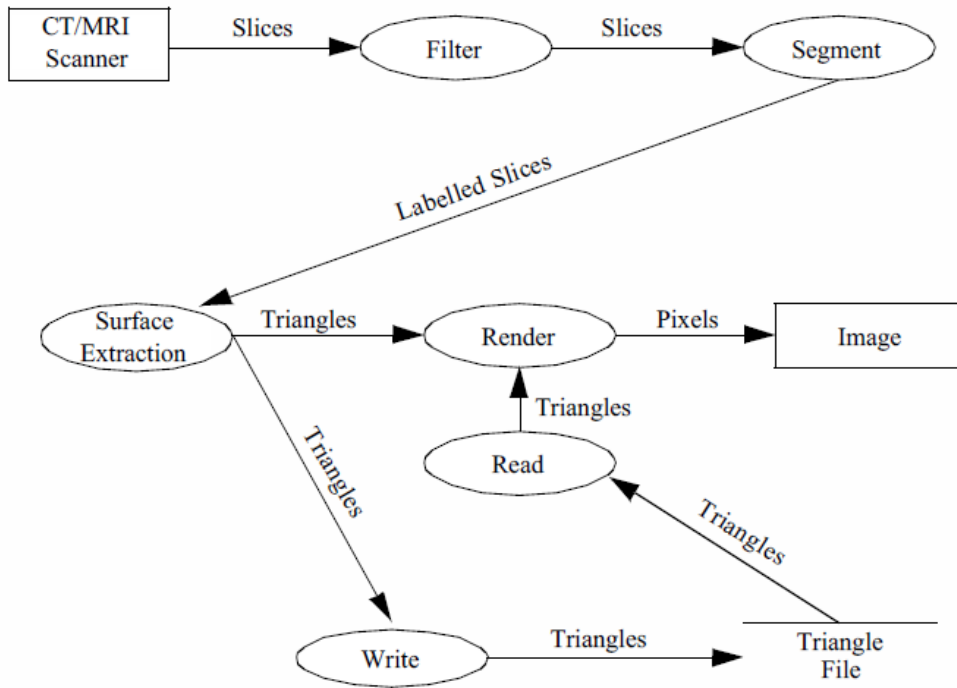 CT/MRI
Scanner
Slices
Filter
Slices
Segment
Labelled Slices
Surface
Extraction
Triangles
Render
Pixels
Image
Triangles
Triangles
Read
Triangles
Write
Triangles
Triangle
File